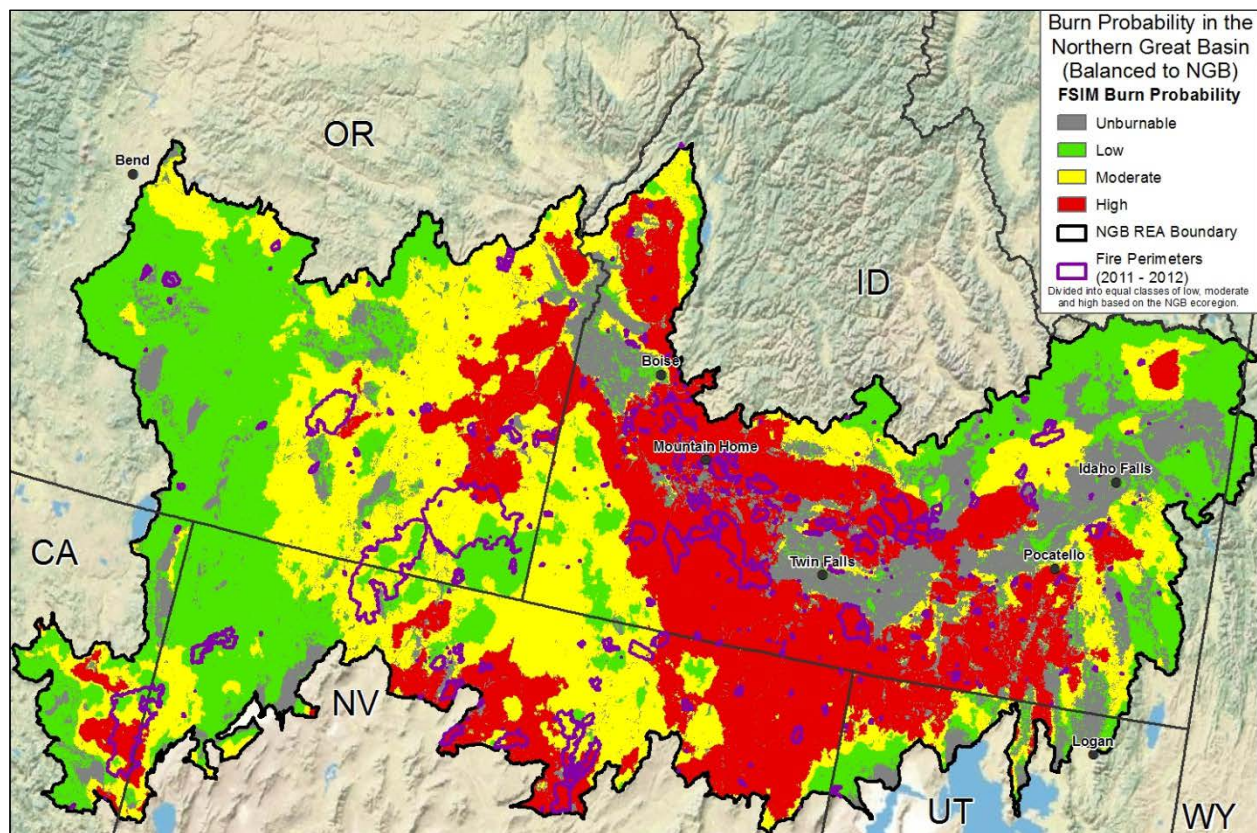 Burn Probability in the
Northern Great Basin
(Balanced to NGB)
FSIM Burn Probability
Unburnable
Low
Moderate
High
NGB REA Boundary
Fire Perimeters
(2011 - 2012)
Divided into equal classes of low, moderate
and high based on the NGB ecoregion.
OR
Bend
ID
Boise
Mountain Home
Idaho Falls
CA
Twin Falls
Pocatello
NV
Logan
UT
WY